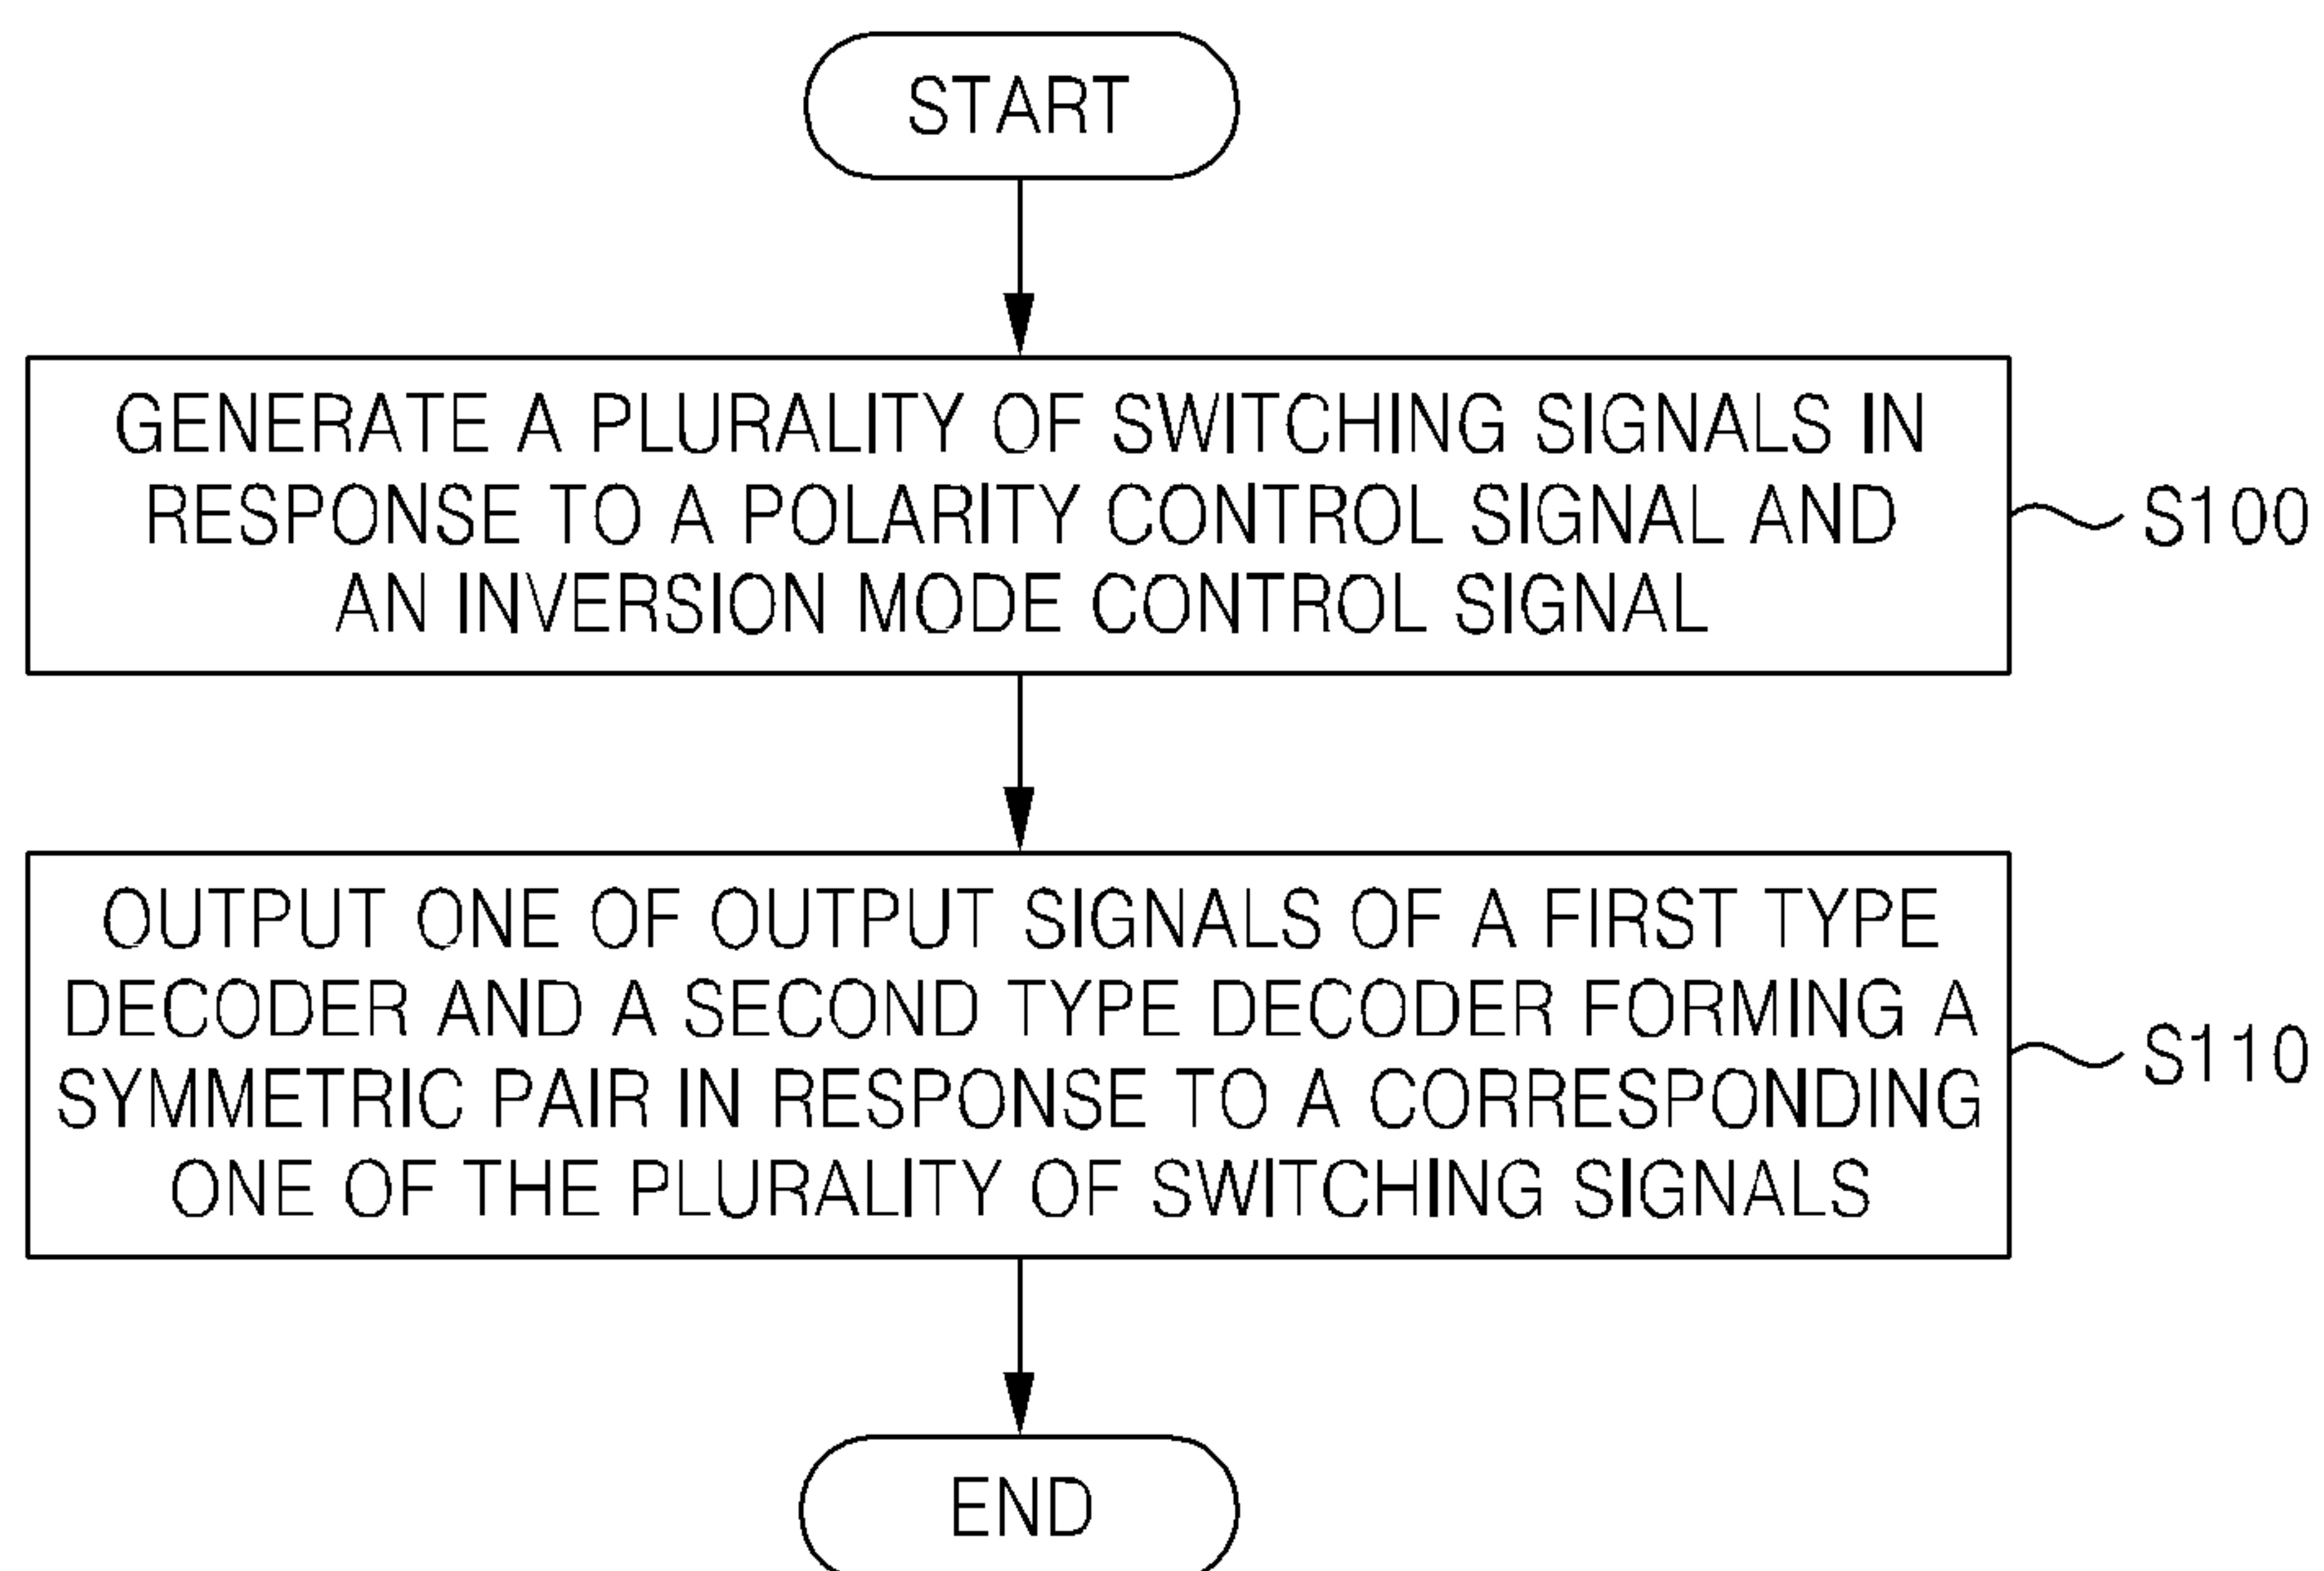 START
GENERATE A PLURALITY OF SWITCHING SIGNALS IN
RESPONSE TO A POLARITY CONTROL SIGNAL AND
AN INVERSION MODE CONTROL SIGNAL
S100
OUTPUT ONE OF OUTPUT SIGNALS OF A FIRST TYPE
DECODER AND A SECOND TYPE DECODER FORMING A
SYMMETRIC PAIR IN RESPONSE TO A CORRESPONDING
ONE OF THE PLURALITY OF SWITCHING SIGNALS
S110
END